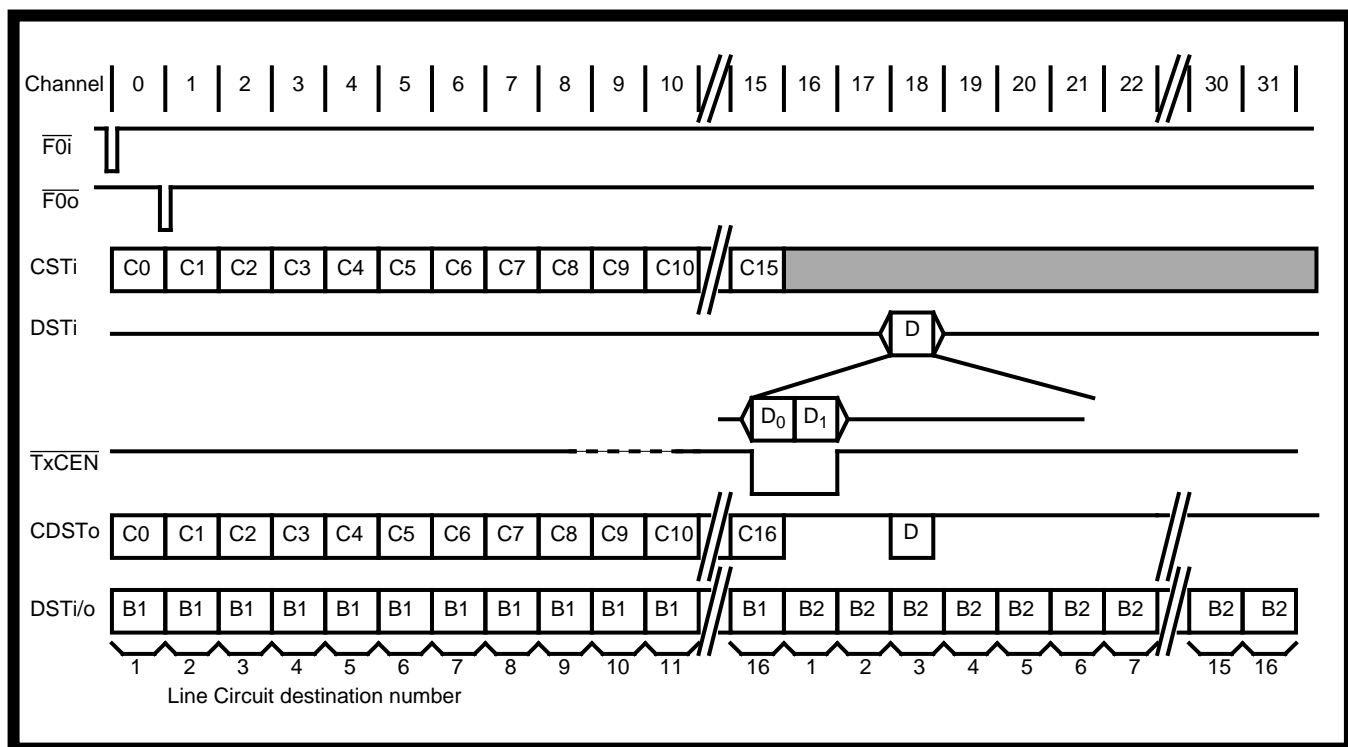 Channel 0 1 2 3 4 5 6 7 8 9 10 15 16 17 18 19 20 21 22 30 31
F0i
F0o
CSTi C0 C1 C2 C3 C4 C5 C6 C7 C8 C9 C10 C15
DSTi D
D0 D1
TxCEN
CDSTo C0 C1 C2 C3 C4 C5 C6 C7 C8 C9 C10 C16 D
DSTi/o B1 B1 B1 B1 B1 B1 B1 B1 B1 B1 B1 B1 B2 B2 B2 B2 B2 B2 B2 B2 B2
1 2 3 4 5 6 7 8 9 10 11 16 1 2 3 4 5 6 7 15 16
Line Circuit destination number